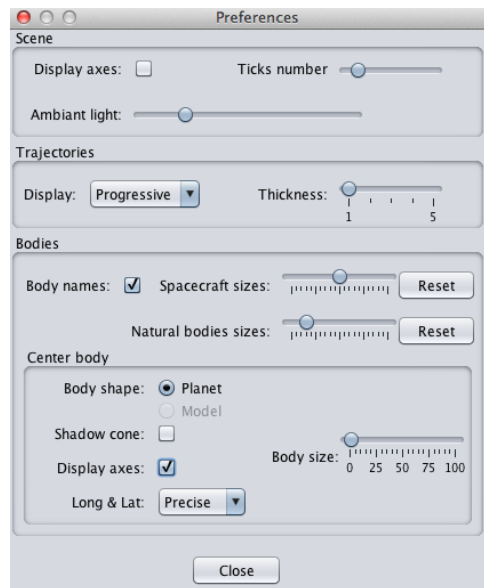 Preferences
Scene
Display axes: Ticks number
Ambiant light:
Trajectories
Display: Progressive Thickness:
1 5
Bodies
Body names: Spacecraft sizes: Reset
Natural bodies sizes: Reset
Center body
Body shape: Planet
Model
Shadow cone:
Display axes: Body size:
0 25 50 75 100
Long & Lat: Precise
Close